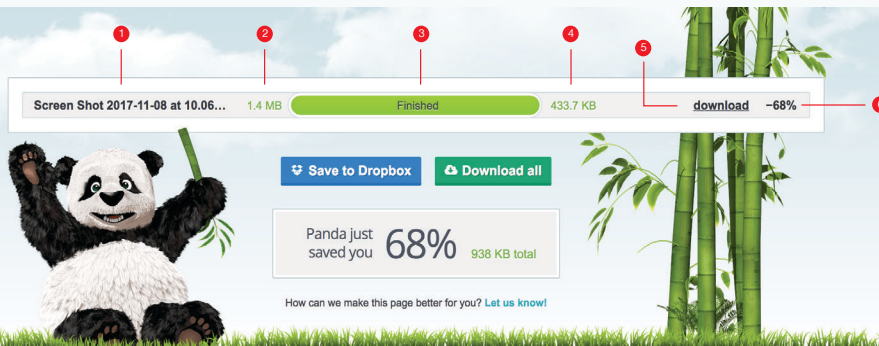 1 2 3 4 5
Screen Shot 2017-11-08 at 10.06... 1.4 MB Finished 433.7 KB download −68%
Save to Dropbox Download all
Panda just
saved you 68% 938 KB total
How can we make this page better for you? Let us know!